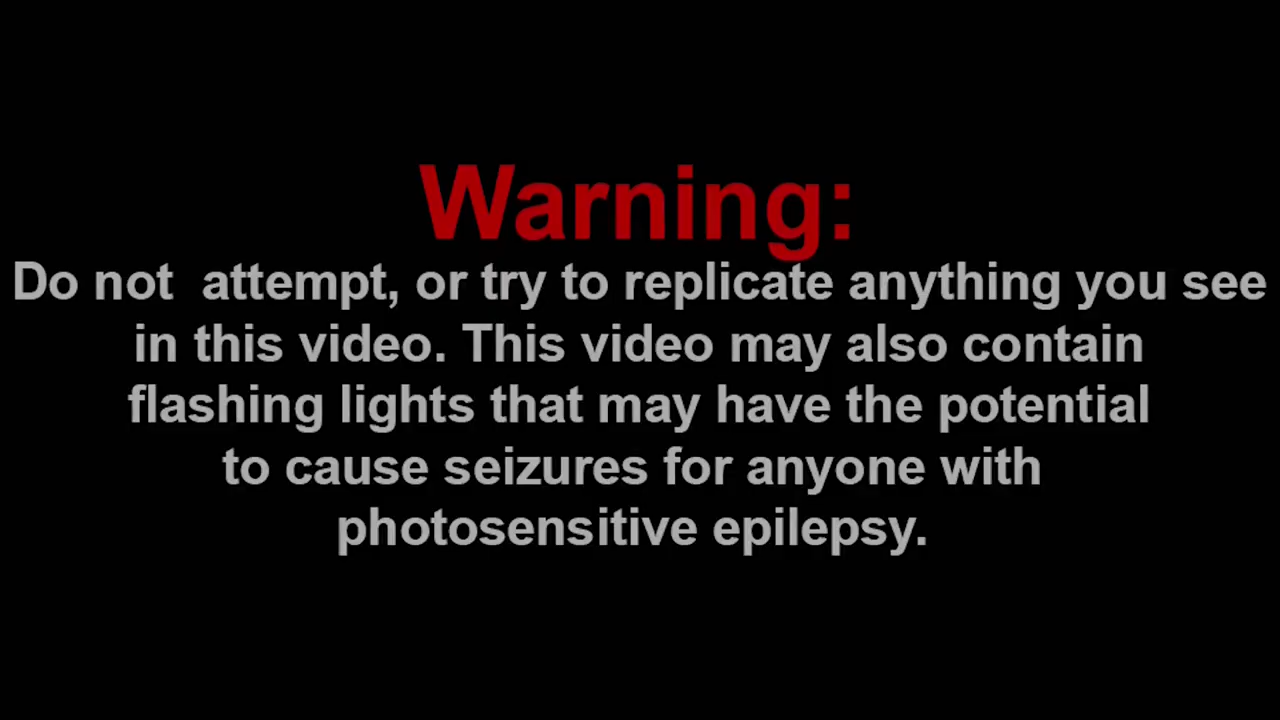 Warning:
Do not  attempt, or try to replicate anything you see
in this video. This video may also contain
flashing lights that may have the potential
to cause seizures for anyone with
photosensitive epilepsy.